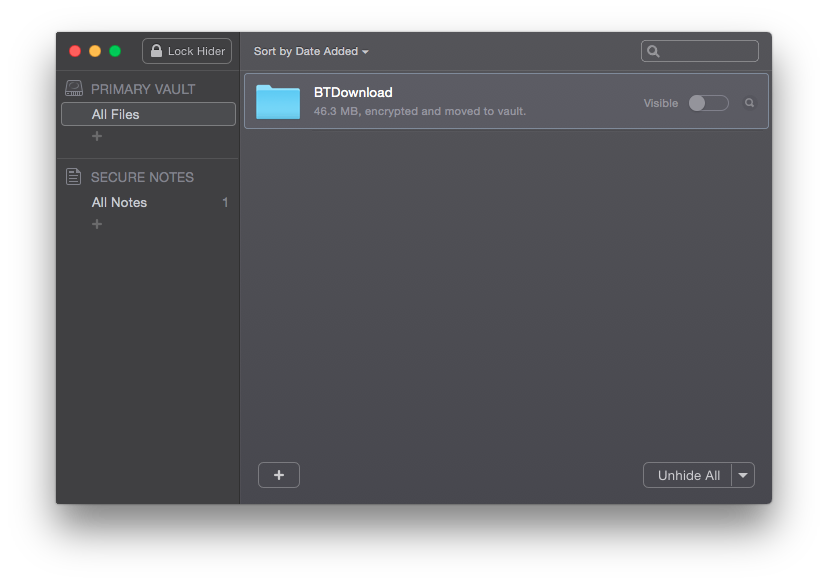 Lock Hider
Sort by Date Added
PRIMARY VAULT
All Files
+
SECURE NOTES
All Notes 1
+
BTDownload
46.3 MB, encrypted and moved to vault.
Visible
+
Unhide All